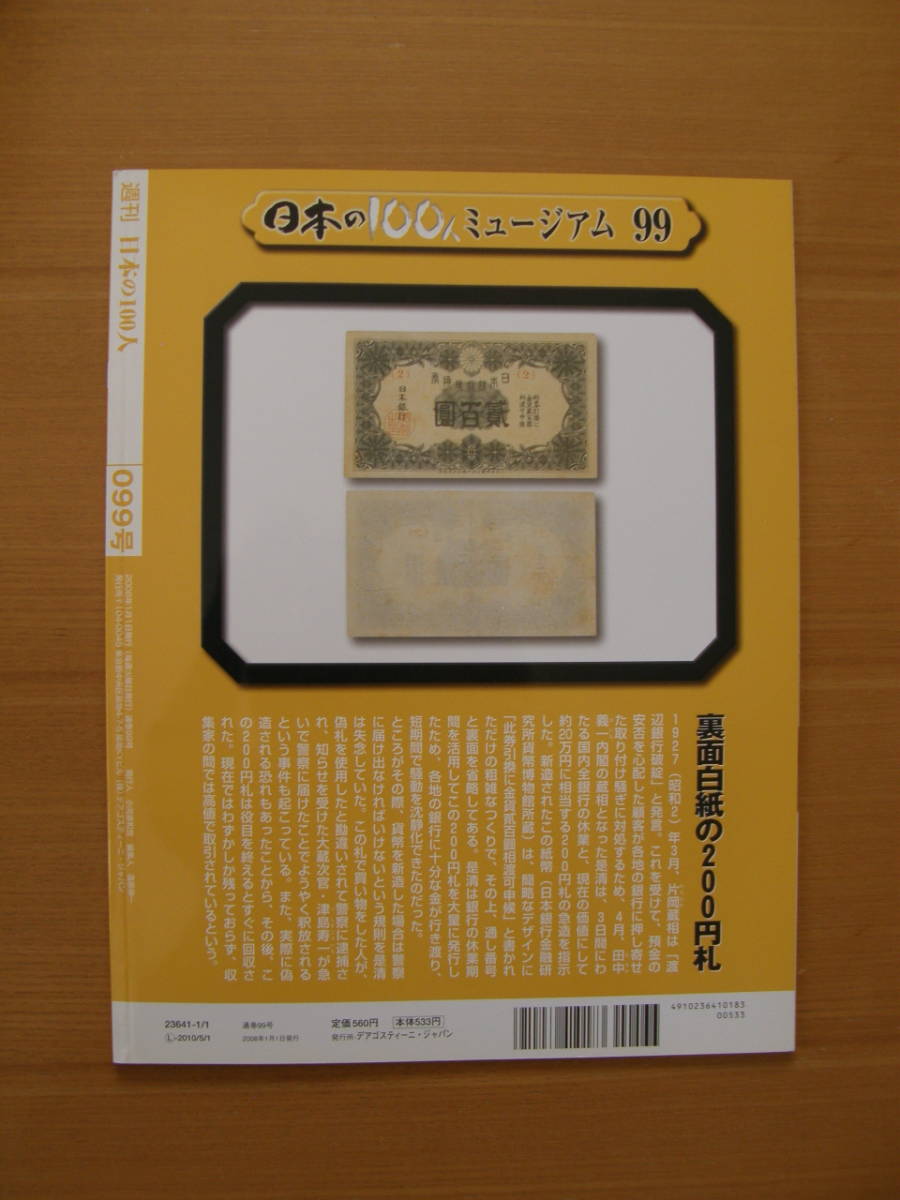 日本の100人ミュージアム 99
週刊 日本の100人
099号
(2)
(2)
日本銀行
貳百圓
裏面白紙の200円札
1927(昭和2)年3月、片岡蔵相は「渡
辺銀行破綻」と発言。これを受けて、預金の
安否を心配した顧客が各地の銀行に押し寄せ
た取り付け騒ぎに対処するため、4月、田中
義一内閣の蔵相となった是清は、3日間にわ
たる国内全銀行の休業と、現在の価値にして
約20万円に相当する200円札の急造を指示
した。新造されたこの紙幣(日本銀行金融研
究所貨幣博物館所蔵)は、簡略なデザインに
「此券引換に金貨貳百圓相渡可申候」と書かれ
ただけの粗雑なつくりで、その上、通し番号
と裏面を省略してある。是清は銀行の休業期
間を活用してこの200円札を大量に発行し
たため、各地の銀行に十分な金が行き渡り、
短期間で騒動を沈静化できたのだった。
ところがその際、貨幣を新造した場合は警察
に届け出なければいけないという規則を是清
は失念していた。この札で買い物をした人が、
偽札を使用したと勘違いされて警察に逮捕さ
れ、知らせを受けた大蔵次官・津島寿一が急
いで警察に届けたことでようやく釈放される
という事件も起こっている。また、実際に偽
造される恐れもあったことから、その後、こ
の200円札は役目を終えるとすぐに回収さ
れた。現在ではわずかしか残っておらず、収
集家の間では高値で取引されているという。
23641-1/1
Ⓛ-2010/5/1
通巻99号
2008年1月1日発行
定価560円 本体533円
発行所:デアゴスティーニ・ジャパン
4910236410183
00533